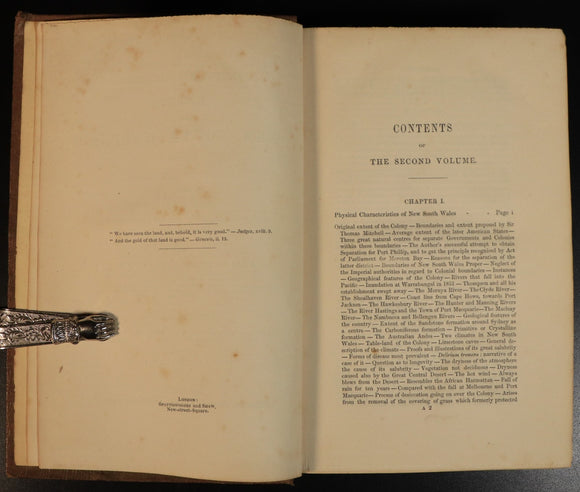 "We have seen the land, and, behold, it is very good." — Judges, xviii. 9.
"And the gold of that land is good." — Genesis, ii. 12.
LONDON:
SPOTTISWOODE and SHAW,
New-street-Square.
CONTENTS
OF
THE SECOND VOLUME.
CHAPTER I.
Physical Characteristics of New South Wales - - Page 1
Original extent of the Colony — Boundaries and extent proposed by Sir
Thomas Mitchell — Average extent of the later American States —
Three great natural centres for separate Governments and Colonies
within these boundaries — The Author's successful attempt to obtain
Separation for Port Phillip, and to get the principle recognised by Act
of Parliament for Moreton Bay — Reasons for the separation of the
latter district — Boundaries of New South Wales Proper — Neglect of
the Imperial authorities in regard to Colonial boundaries — Instances
— Geographical features of the Colony — Rivers that fall into the
Pacific — Inundation at Warrabungal in 1851 — Thompson and all his
establishment swept away — The Moruya River — The Clyde River —
The Shoalhaven River — Coast line from Cape Howe, towards Port
Jackson — The Hawkesbury River — The Hunter and Manning Rivers
— The River Hastings and the Town of Port Macquarie — The Macleay
River — The Nambucca and Bellengen Rivers — Geological features of
the country — Extent of the Sandstone formation around Sydney as
a centre — The Carboniferous formation — Primitive or Crystalline
formation — The Australian Andes — Two climates in New South
Wales — Table-land of the Colony — Limestone caves — General de-
scription of the climate — Proofs and illustrations of its great salubrity
— Forms of disease most prevalent — Delirium tremens: narrative of a
case of it — Question as to longevity — The dryness of the atmosphere
the cause of its salubrity — Vegetation not deciduous — Dryness
caused also by the Great Central Desert — The hot wind — Always
blows from the Desert — Resembles the African Harmattan — Fall of
rain for ten years — Compared with the fall at Melbourne and Port
Macquarie — Process of desiccation going on over the Colony — Arises
from the removal of the covering of grass which formerly protected
A 2